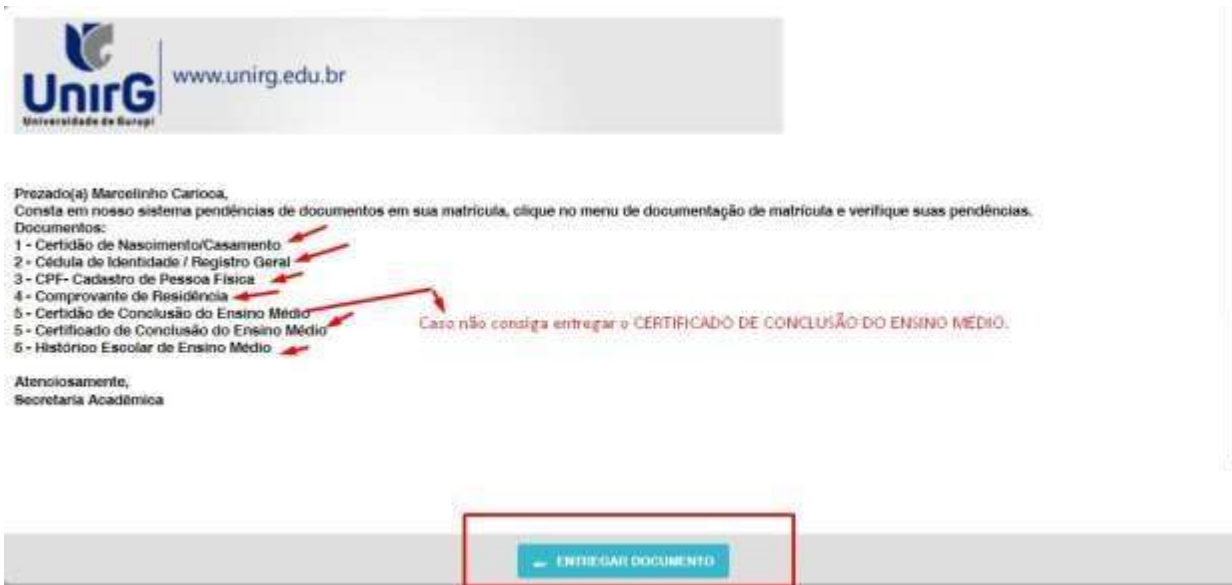 UnirG
Universidade de Gurupi
www.unirg.edu.br
Prezado(a) Marcelinho Carioca,
Consta em nosso sistema pendências de documentos em sua matrícula, clique no menu de documentação de matrícula e verifique suas pendências.
Documentos:
1 - Certidão de Nascimento/Casamento
2 - Cédula de Identidade / Registro Geral
3 - CPF- Cadastro de Pessoa Física
4 - Comprovante de Residência
5 - Certidão de Conclusão do Ensino Médio
5 - Certificado de Conclusão do Ensino Médio
Caso não consiga entregar o CERTIFICADO DE CONCLUSÃO DO ENSINO MÉDIO.
6 - Histórico Escolar de Ensino Médio
Atenciosamente,
Secretaria Acadêmica
ENTREGAR DOCUMENTO